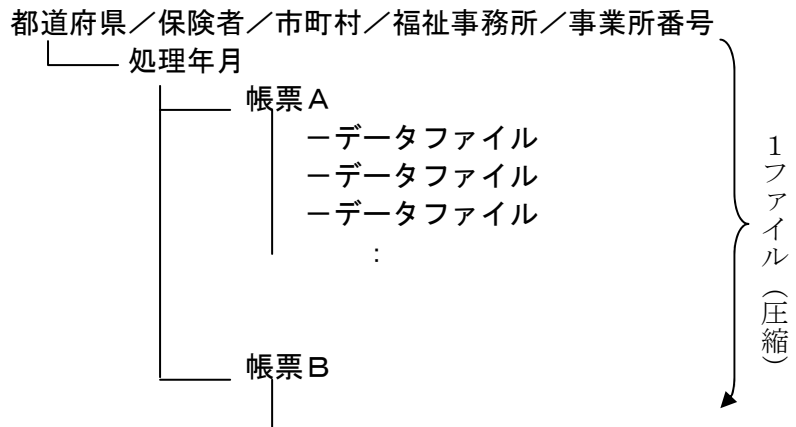 都道府県／保険者／市町村／福祉事務所／事業所番号
処理年月
帳票Ａ
－データファイル
－データファイル
－データファイル
：
帳票Ｂ
１ファイル（圧縮）